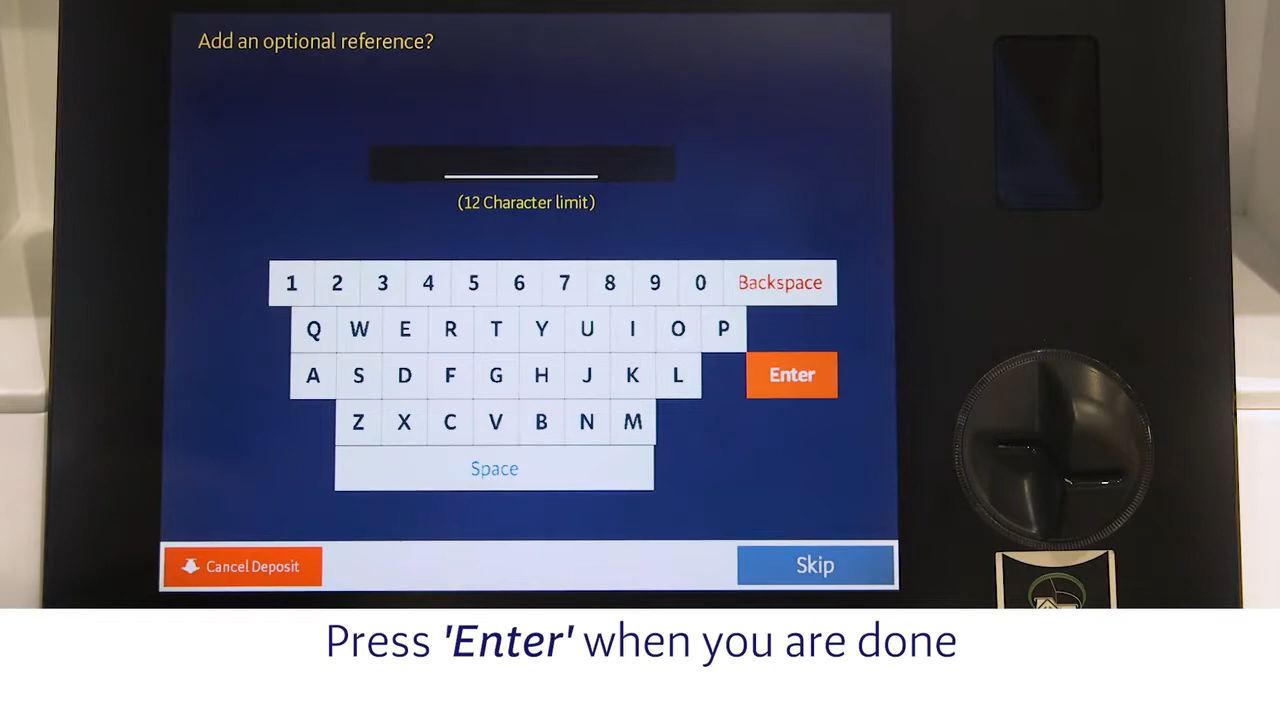 Add an optional reference?
(12 Character limit)
1 2 3 4 5 6 7 8 9 0 Backspace
Q W E R T Y U I O P
A S D F G H J K L Enter
Z X C V B N M
Space
Cancel Deposit Skip
Press 'Enter' when you are done